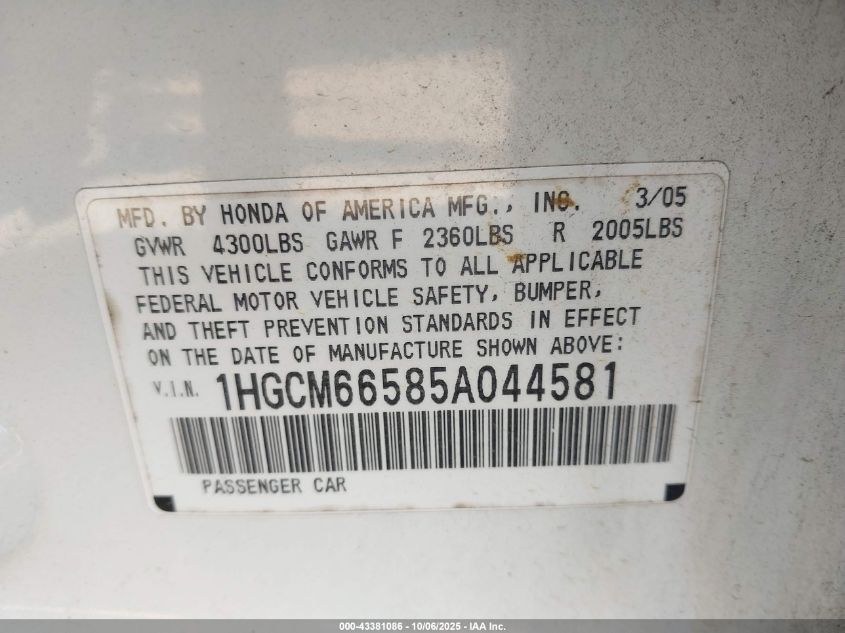 MFD. BY HONDA OF AMERICA MFG., INC. 3/05
GVWR 4300LBS GAWR F 2360LBS R 2005LBS
THIS VEHICLE CONFORMS TO ALL APPLICABLE
FEDERAL MOTOR VEHICLE SAFETY, BUMPER,
AND THEFT PREVENTION STANDARDS IN EFFECT
ON THE DATE OF MANUFACTURE SHOWN ABOVE:
V.I.N. 1HGCM66585A044581
PASSENGER CAR
000-43381086 - 10/06/2025 - IAA Inc.